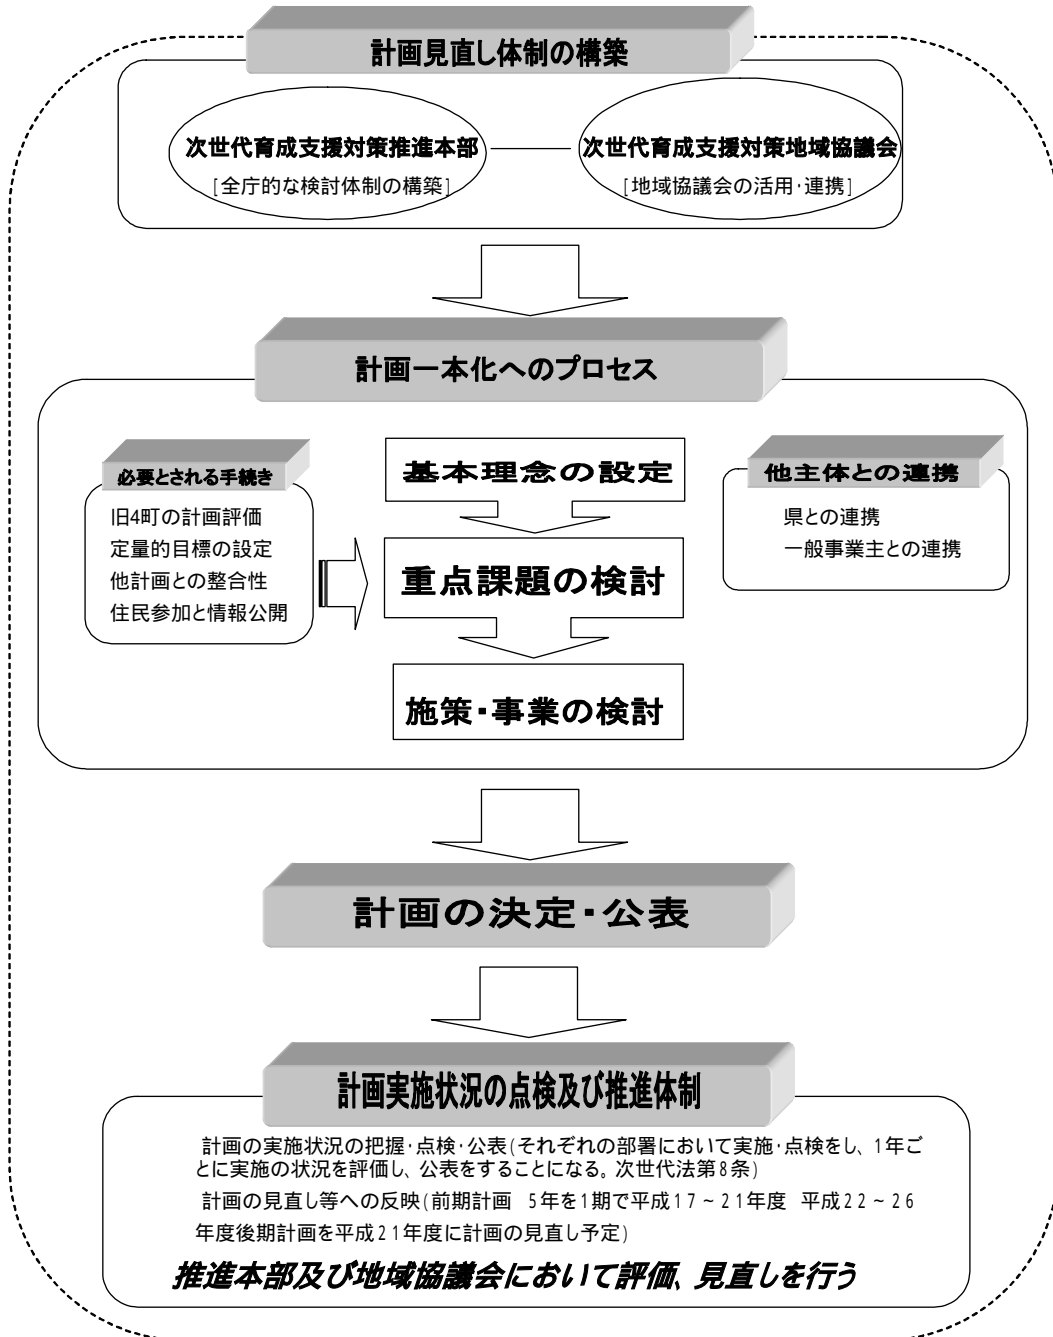 計画見直し体制の構築
次世代育成支援対策推進本部
[全庁的な検討体制の構築]
次世代育成支援対策地域協議会
[地域協議会の活用・連携]
計画一本化へのプロセス
必要とされる手続き
旧4町の計画評価
定量的目標の設定
他計画との整合性
住民参加と情報公開
基本理念の設定
重点課題の検討
施策・事業の検討
他主体との連携
県との連携
一般事業主との連携
計画の決定・公表
計画実施状況の点検及び推進体制
計画の実施状況の把握・点検・公表(それぞれの部署において実施・点検をし、1年ご
とに実施の状況を評価し、公表をすることになる。次世代法第8条)
計画の見直し等への反映(前期計画 5年を1期で平成17~21年度 平成22~26
年度後期計画を平成21年度に計画の見直し予定)
推進本部及び地域協議会において評価、見直しを行う